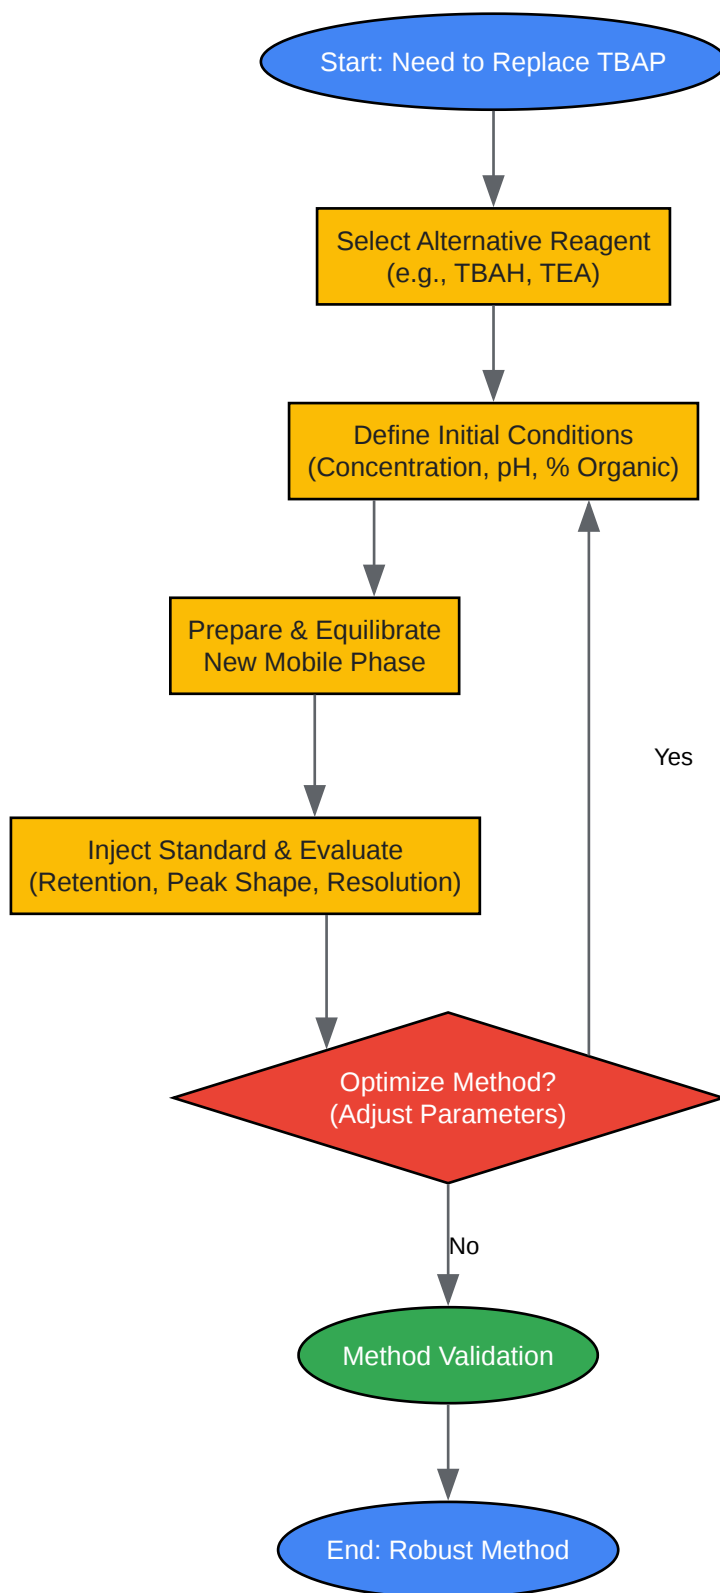 Start: Need to Replace TBAP
Select Alternative Reagent
(e.g., TBAH, TEA)
Define Initial Conditions
(Concentration, pH, % Organic)
Prepare & Equilibrate
New Mobile Phase
Yes
Inject Standard & Evaluate
(Retention, Peak Shape, Resolution)
Optimize Method?
(Adjust Parameters)
No
Method Validation
End: Robust Method